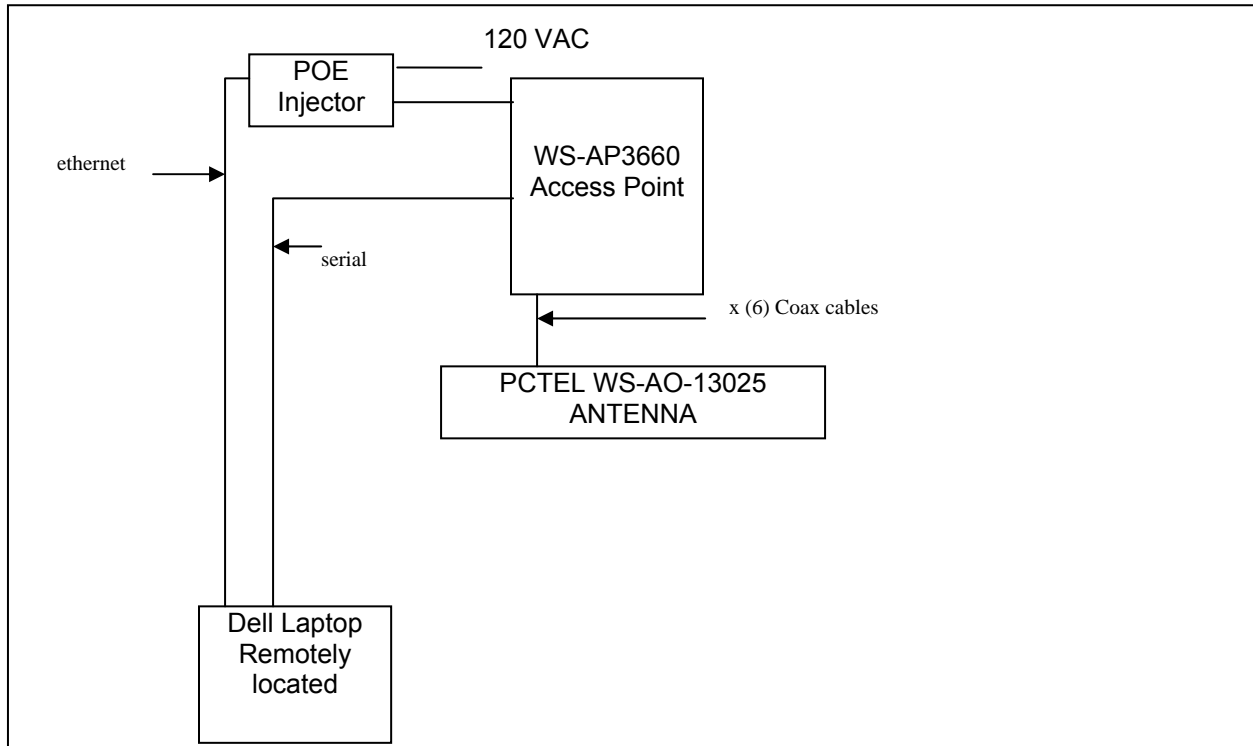 120 VAC
POE
Injector
ethernet
WS-AP3660
Access Point
serial
x (6) Coax cables
PCTEL WS-AO-13025
ANTENNA
Dell Laptop
Remotely
located